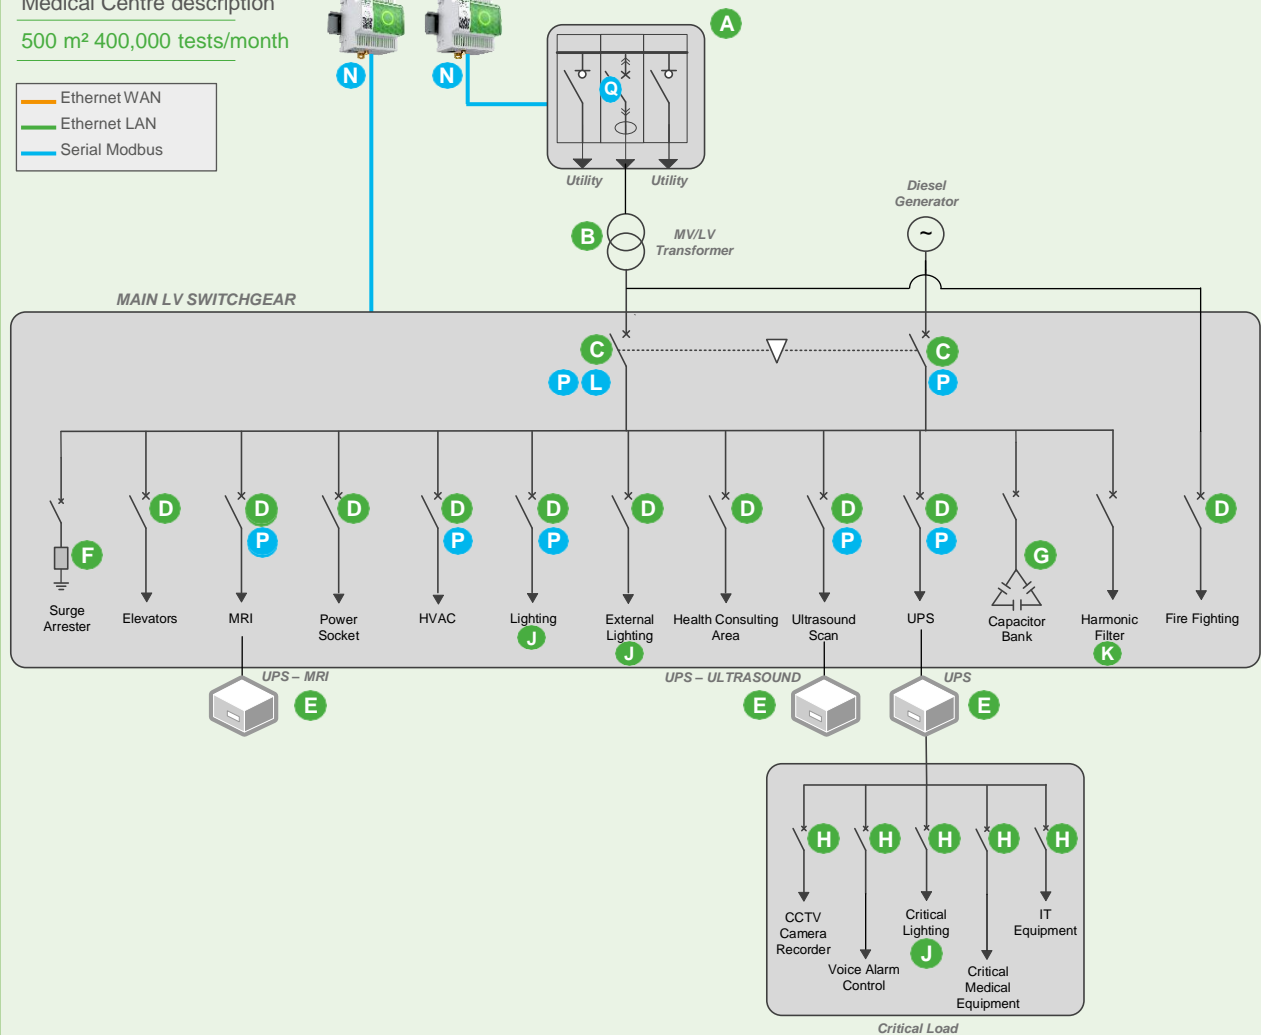 Medical Centre description
500 m² 400,000 tests/month
Ethernet WAN
Ethernet LAN
Serial Modbus
N
N
A
Q
Utility
Utility
B
MV/LV
Transformer
Diesel
Generator
~
MAIN LV SWITCHGEAR
C
P L
C
P
F
D
D
P
D
D
P
D
P
D
D
D
P
D
P
G
D
Surge
Arrester
Elevators
MRI
Power
Socket
HVAC
Lighting
J
External
Lighting
J
Health Consulting
Area
Ultrasound
Scan
UPS
Capacitor
Bank
Harmonic
Filter
K
Fire Fighting
UPS – MRI
E
UPS – ULTRASOUND
E
UPS
E
H
H
H
H
H
CCTV
Camera
Recorder
Voice Alarm
Control
Critical
Lighting
J
Critical
Medical
Equipment
IT
Equipment
Critical Load